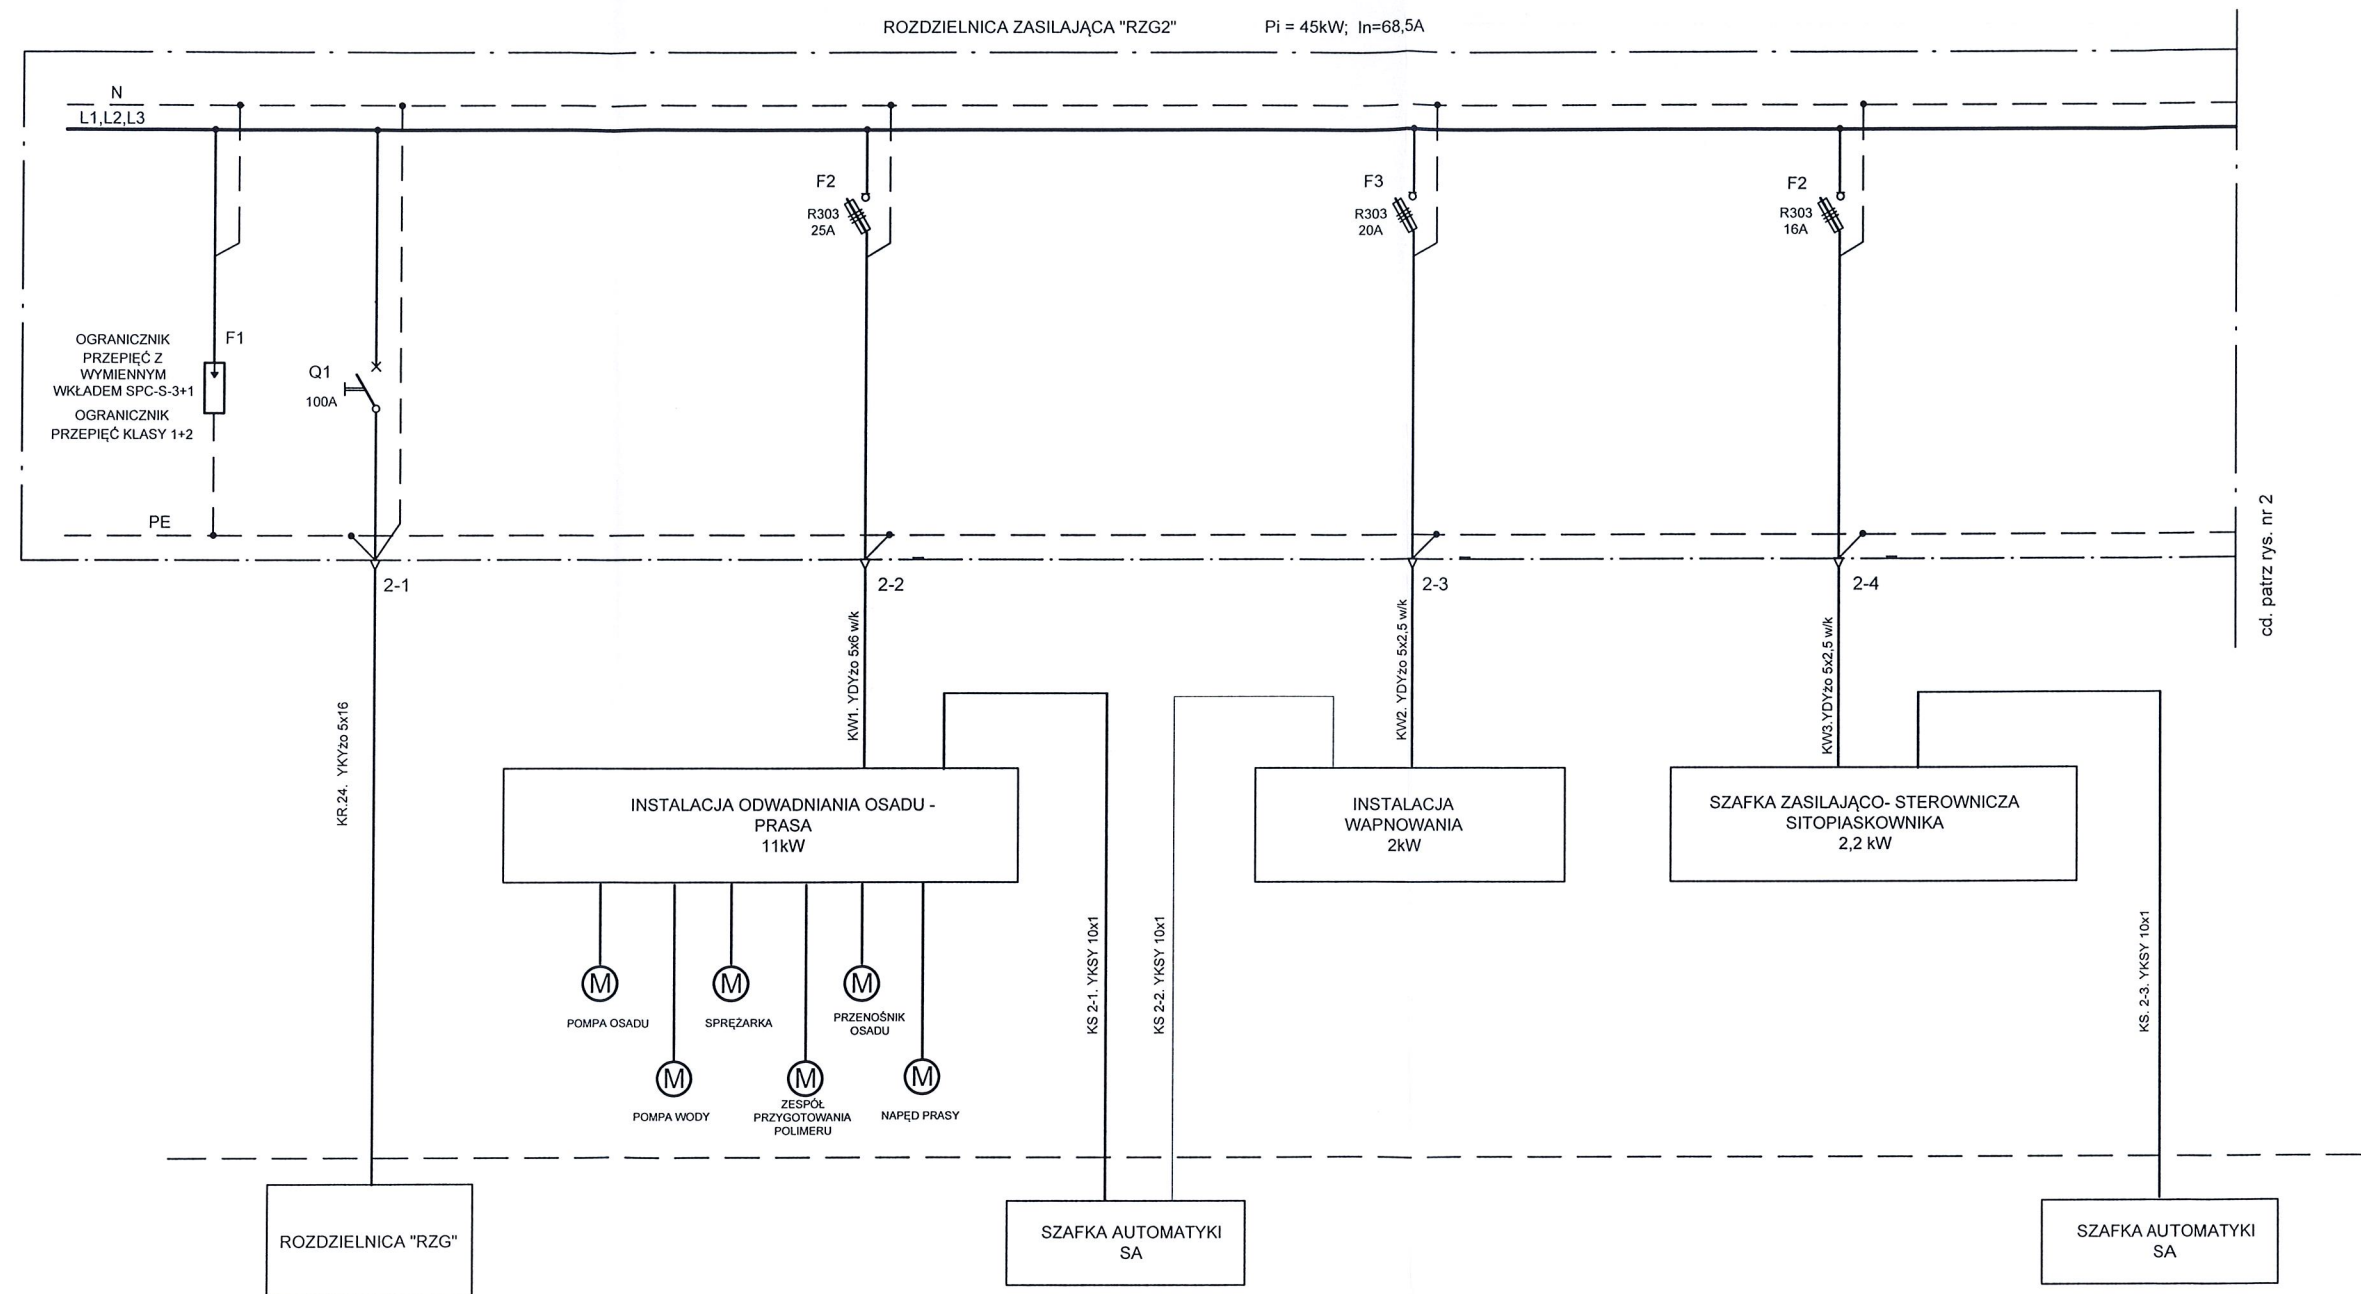 ROZDZIELNICA ZASILAJĄCA "RZG2" Pi = 45kW; In=68,5A
N
L1,L2,L3
F2
R303
25A
F3
R303
20A
F2
R303
16A
OGRANICZNIK
PRZEPIĘĆ Z
WYMIENNYM
WKŁADEM SPC-S-3+1
OGRANICZNIK
PRZEPIĘĆ KLASY 1+2
F1
Q1
100A
PE
2-1
2-2
2-3
2-4
cd. patrz rys. nr 2
KR.24. YKYżo 5x16
KW1. YDYżo 5x6 w/k
KW2. YDYżo 5x2,5 w/k
KW3.YDYżo 5x2,5 w/k
INSTALACJA ODWADNIANIA OSADU -
PRASA
11kW
INSTALACJA
WAPNOWANIA
2kW
SZAFKA ZASILAJĄCO- STEROWNICZA
SITOPIASKOWNIKA
2,2 kW
M
POMPA OSADU
M
SPRĘŻARKA
M
PRZENOŚNIK
OSADU
M
POMPA WODY
M
ZESPÓŁ
PRZYGOTOWANIA
POLIMERU
M
NAPĘD PRASY
KS 2-1. YKSY 10x1
KS 2-2. YKSY 10x1
KS. 2-3. YKSY 10x1
ROZDZIELNICA "RZG"
SZAFKA AUTOMATYKI
SA
SZAFKA AUTOMATYKI
SA